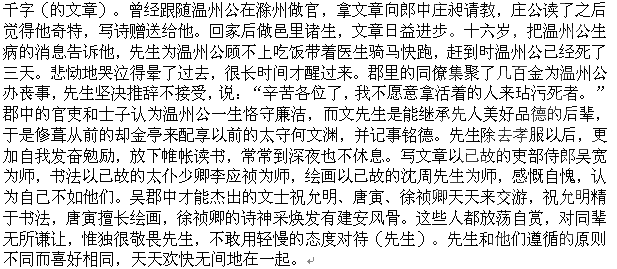 千字（的文章）。曾经跟随温州公在滁州做官，拿文章向郎中庄昶请教，庄公读了之后
觉得他奇特，写诗赠送给他。回家后做邑里诸生，文章日益进步。十六岁，把温州公生
病的消息告诉他，先生为温州公顾不上吃饭带着医生骑马快跑，赶到时温州公已经死了
三天。悲恸地哭泣得晕了过去，很长时间才醒过来。郡里的同僚集聚了几百金为温州公
办丧事，先生坚决推辞不接受，说：“辛苦各位了，我不愿意拿活着的人来玷污死者。”
郡中的官吏和士子认为温州公一生恪守廉洁，而文先生是能继承先人美好品德的后辈，
于是修葺从前的却金亭来配享以前的太守何文渊，并记事铭德。先生除去孝服以后，更
加自我发奋勉励，放下帷帐读书，常常到深夜也不休息。写文章以已故的吏部侍郎吴宽
为师，书法以已故的太仆少卿李应祯为师，绘画以已故的沈周先生为师，感慨自愧，认
为自己不如他们。吴郡中才能杰出的文士祝允明、唐寅、徐祯卿天天来交游，祝允明精
于书法，唐寅擅长绘画，徐祯卿的诗神采焕发有建安风骨。这些人都放荡自赏，对同辈
无所谦让，惟独很敬畏先生，不敢用轻慢的态度对待（先生）。先生和他们遵循的原则
不同而喜好相同，天天欢快无间地在一起。